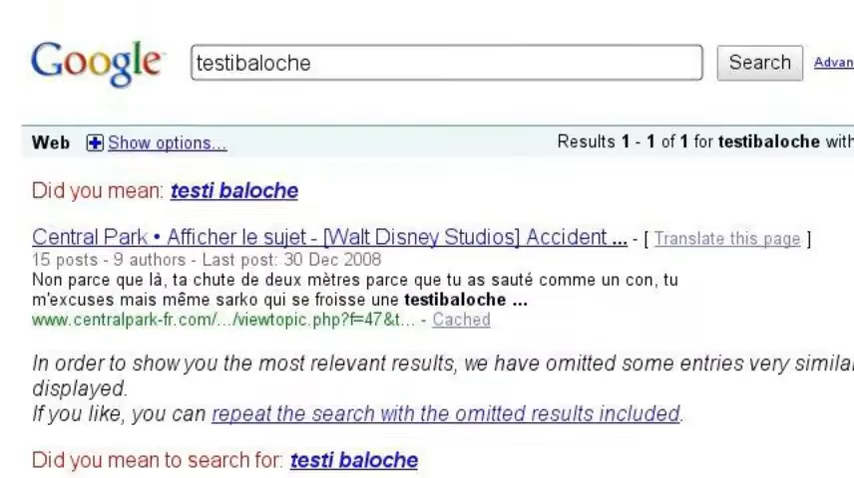 Google testibaloche Search Advan
Web Show options... Results 1 - 1 of 1 for testibaloche with
Did you mean: testi baloche
Central Park • Afficher le sujet - [Walt Disney Studios] Accident ... - [ Translate this page ]
15 posts - 9 authors - Last post: 30 Dec 2008
Non parce que là, ta chute de deux mètres parce que tu as sauté comme un con, tu
m'excuses mais même sarko qui se froisse une testibaloche ...
www.centralpark-fr.com/.../viewtopic.php?f=47&t... - Cached
In order to show you the most relevant results, we have omitted some entries very similar
displayed.
If you like, you can repeat the search with the omitted results included.
Did you mean to search for: testi baloche